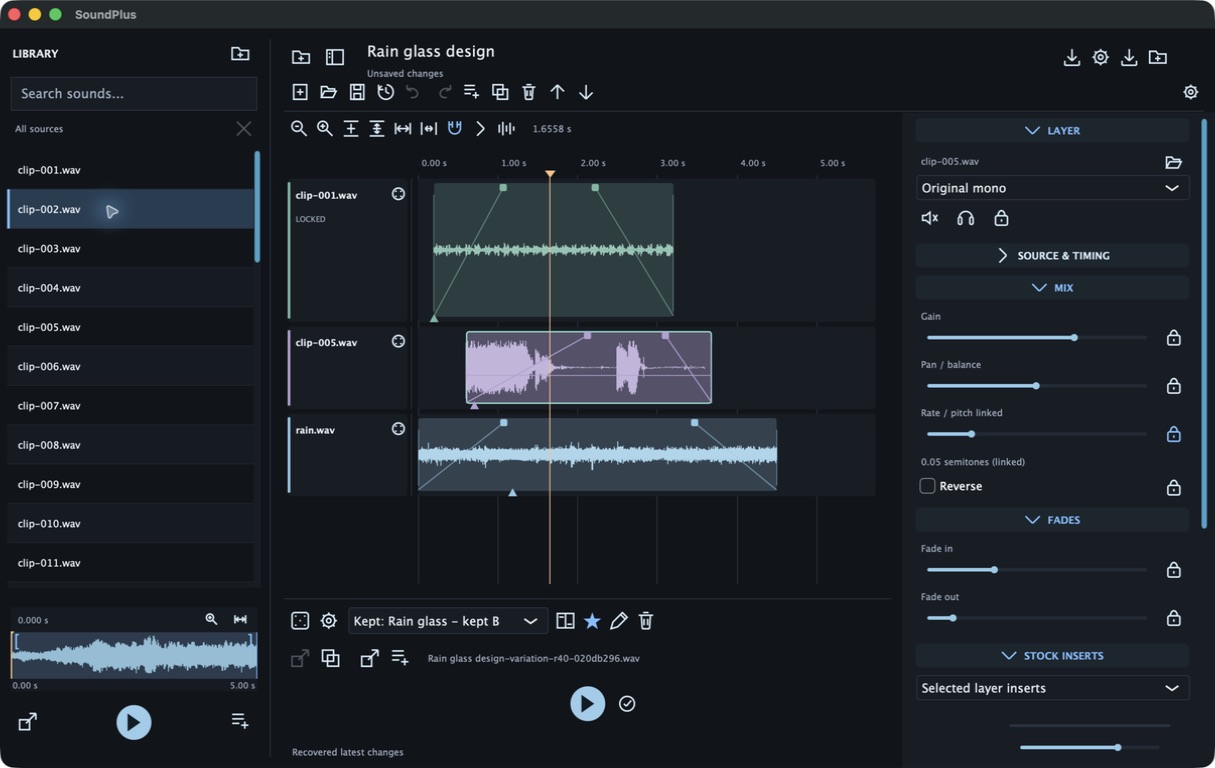 SoundPlus
LIBRARY
Search sounds...
All sources
clip-001.wav
clip-002.wav
clip-003.wav
clip-004.wav
clip-005.wav
clip-006.wav
clip-007.wav
clip-008.wav
clip-009.wav
clip-010.wav
clip-011.wav
0.000 s
0.00 s
5.00 s
Rain glass design
Unsaved changes
1.6558 s
0.00 s
1.00 s
2.00 s
3.00 s
4.00 s
5.00 s
clip-001.wav
LOCKED
clip-005.wav
rain.wav
Kept: Rain glass – kept B
Rain glass design-variation-r40-020db296.wav
Recovered latest changes
LAYER
clip-005.wav
Original mono
SOURCE & TIMING
MIX
Gain
Pan / balance
Rate / pitch linked
0.05 semitones (linked)
Reverse
FADES
Fade in
Fade out
STOCK INSERTS
Selected layer inserts